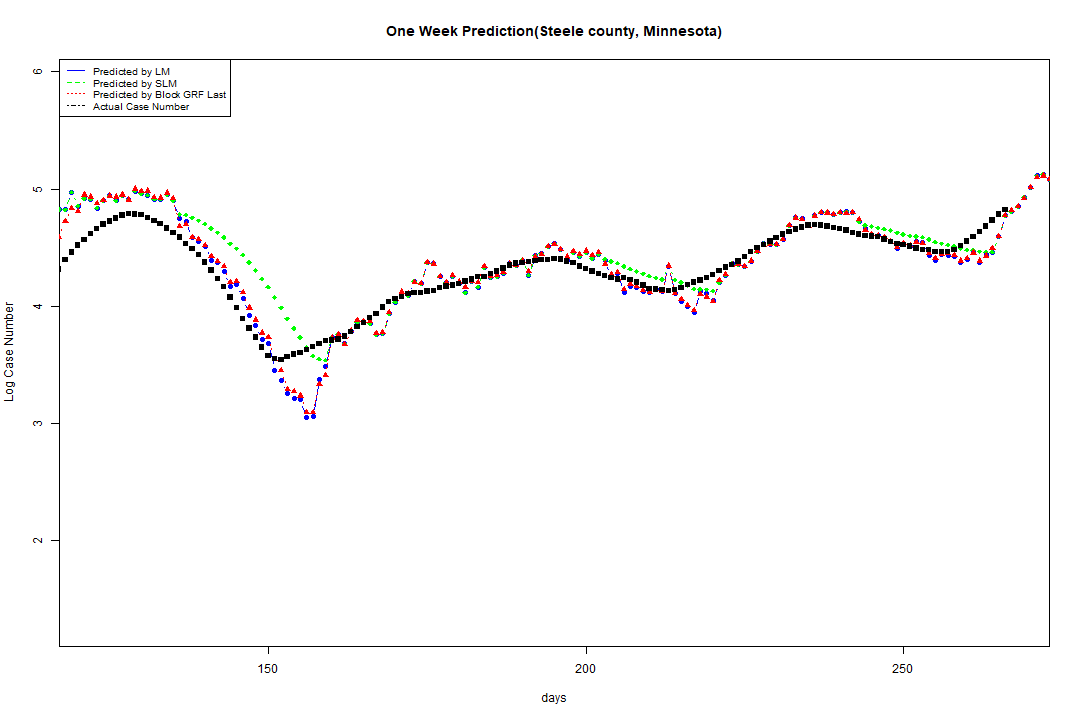 One Week Prediction(Steele county, Minnesota)
Predicted by LM
Predicted by SLM
Predicted by Block GRF Last
Actual Case Number
6
5
4
3
2
Log Case Number
150
200
250
days